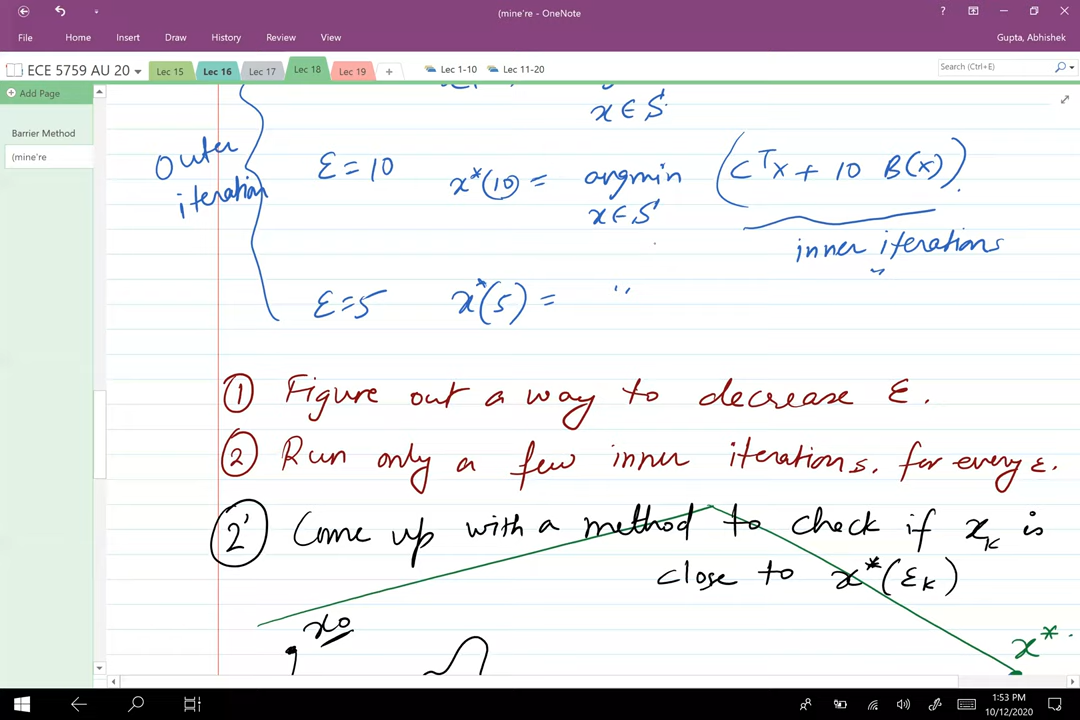 (mine're - OneNote
?
Gupta, Abhishek
File Home Insert Draw History Review View
ECE 5759 AU 20
Lec 15
Lec 16
Lec 17
Lec 18
Lec 19
+
Lec 1-10
Lec 11-20
Search (Ctrl+E)
Add Page
Barrier Method
(mine're
x ∈ S
Outer iteration
ε = 10 x*(10) = argmin (C^T x + 10 B(x))
x ∈ S
inner iterations
ε = 5 x*(5) = "
① Figure out a way to decrease ε.
② Run only a few inner iterations. for every ε.
②' Come up with a method to check if x_k is
close to x*(ε_k)
x0
x*.
1:53 PM
10/12/2020